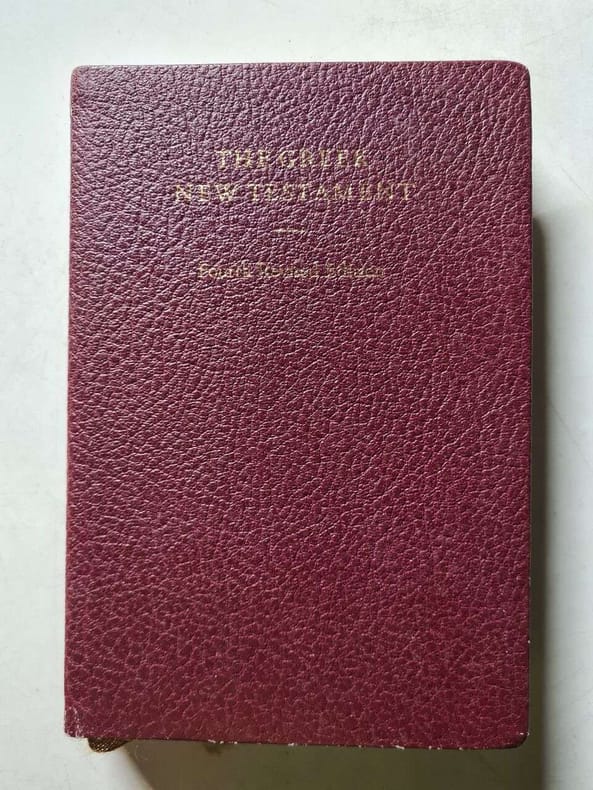 THE GREEK
NEW TESTAMENT
Fourth Revised Edition